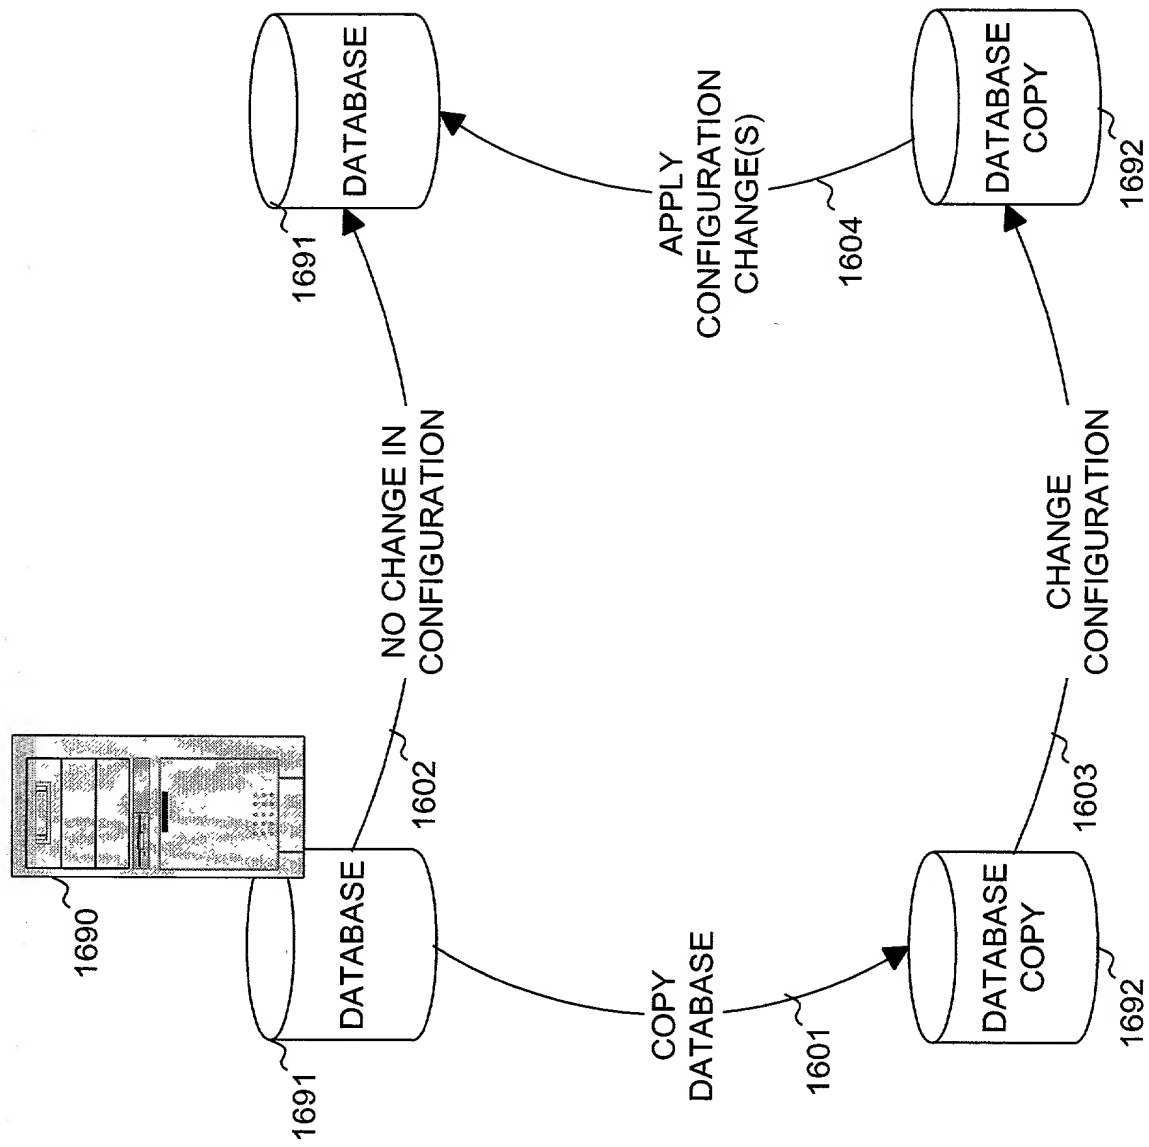 1690
1691
DATABASE
1602
NO CHANGE IN
CONFIGURATION
1691
DATABASE
COPY
DATABASE
1601
APPLY
CONFIGURATION
CHANGE(S)
1604
DATABASE
COPY
1692
1603
CHANGE
CONFIGURATION
DATABASE
COPY
1692